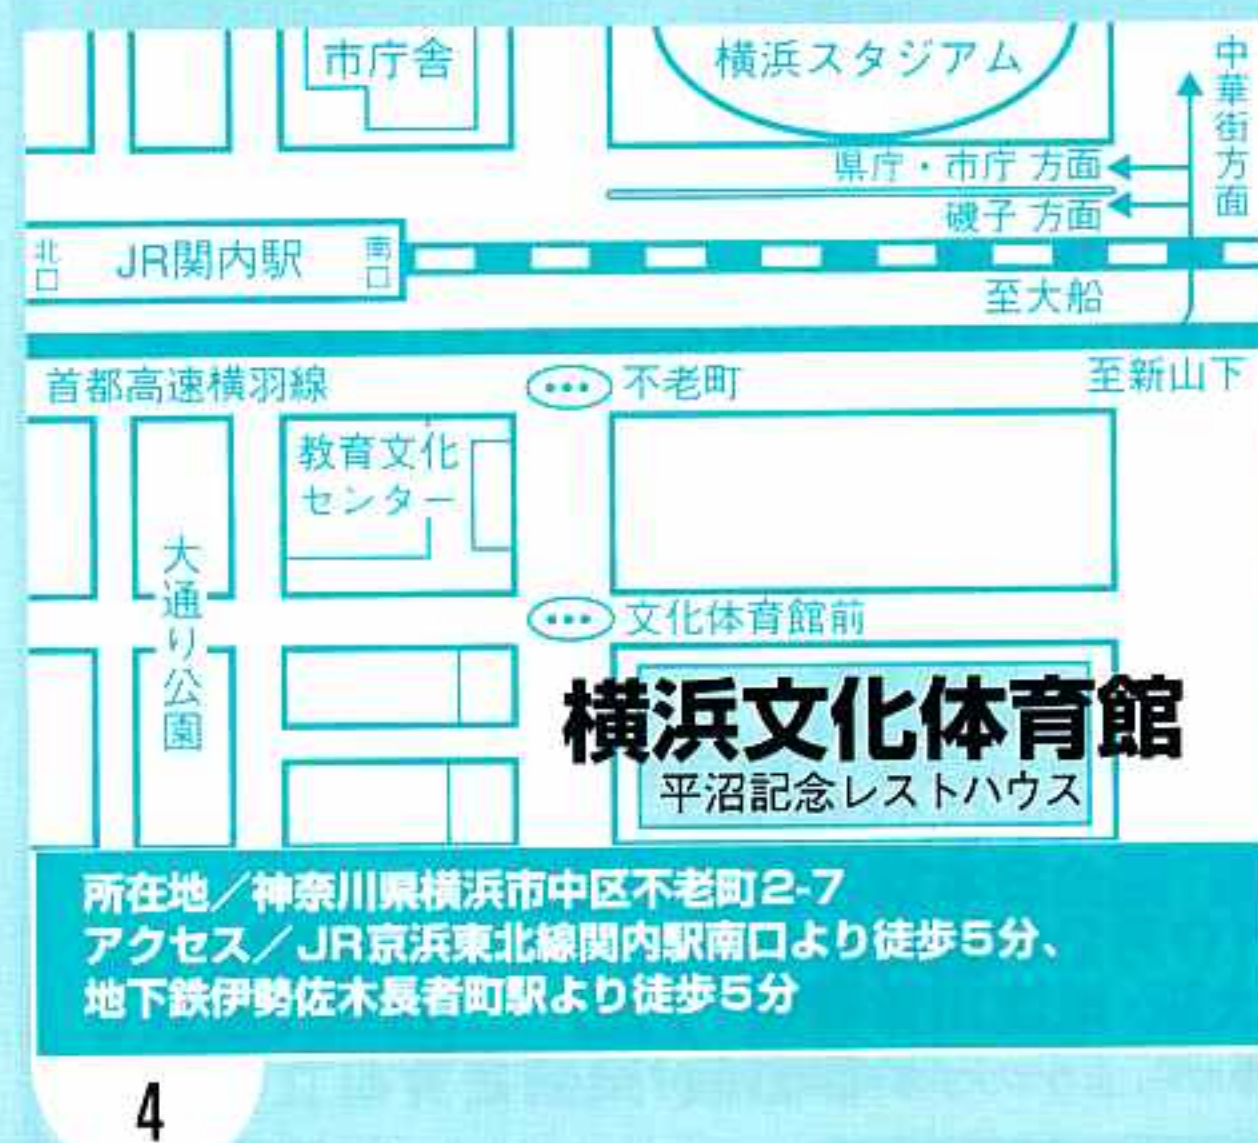 市庁舎
横浜スタジアム
中華街方面
県庁・市庁 方面
磯子 方面
北口
JR関内駅
南口
至大船
首都高速横羽線
不老町
至新山下
教育文化
センター
大通り公園
文化体育館前
横浜文化体育館
平沼記念レストハウス
所在地／神奈川県横浜市中区不老町2-7
アクセス／JR京浜東北線関内駅南口より徒歩5分、
地下鉄伊勢佐木長者町駅より徒歩5分
4